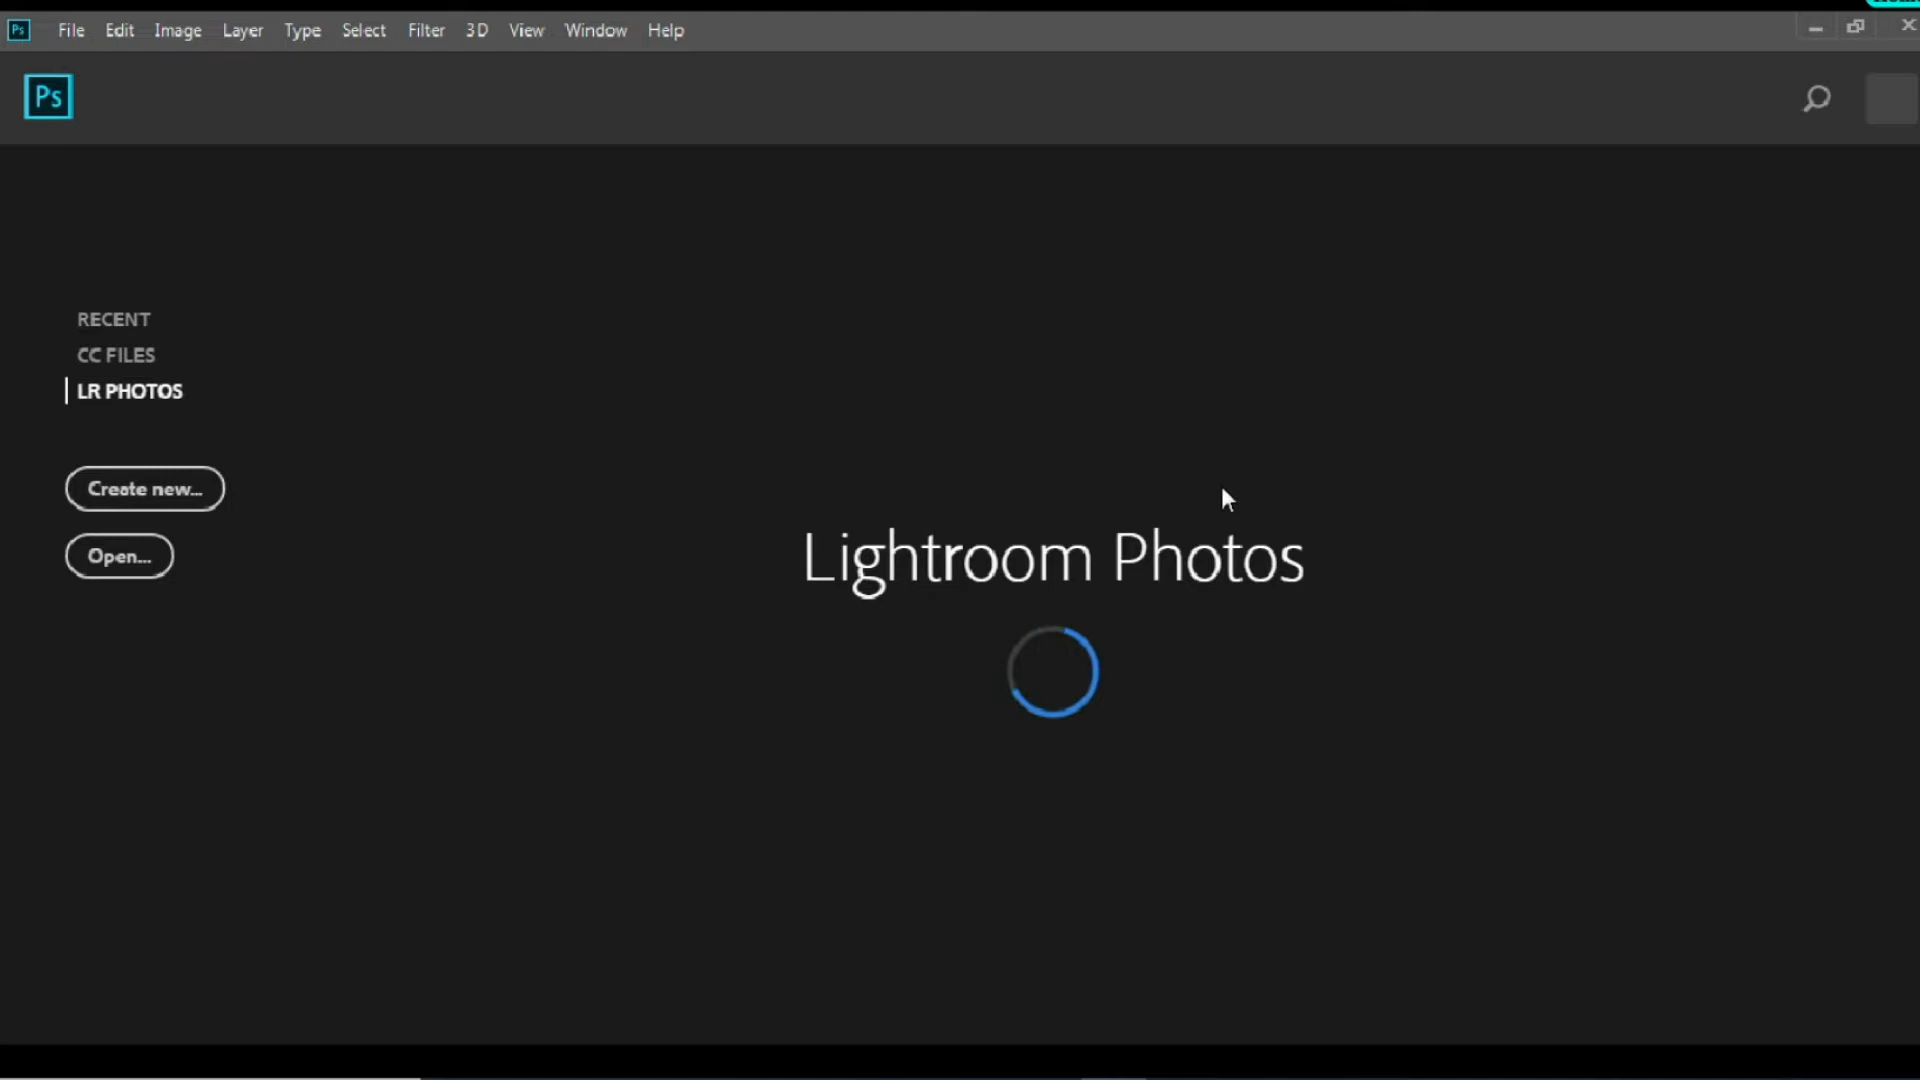 Ps File Edit Image Layer Type Select Filter 3D View Window Help
Ps
RECENT
CC FILES
LR PHOTOS
Create new...
Open...
Lightroom Photos